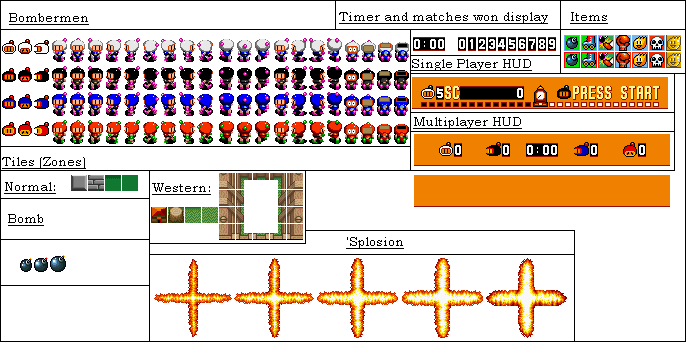 Bombermen
Timer and matches won display
Items
0:00 0123456789
Single Player HUD
5SC 0 PRESS START
Multiplayer HUD
0 0 0:00 0 0
Tiles (Zones)
Normal:
Western:
Bomb
'Splosion